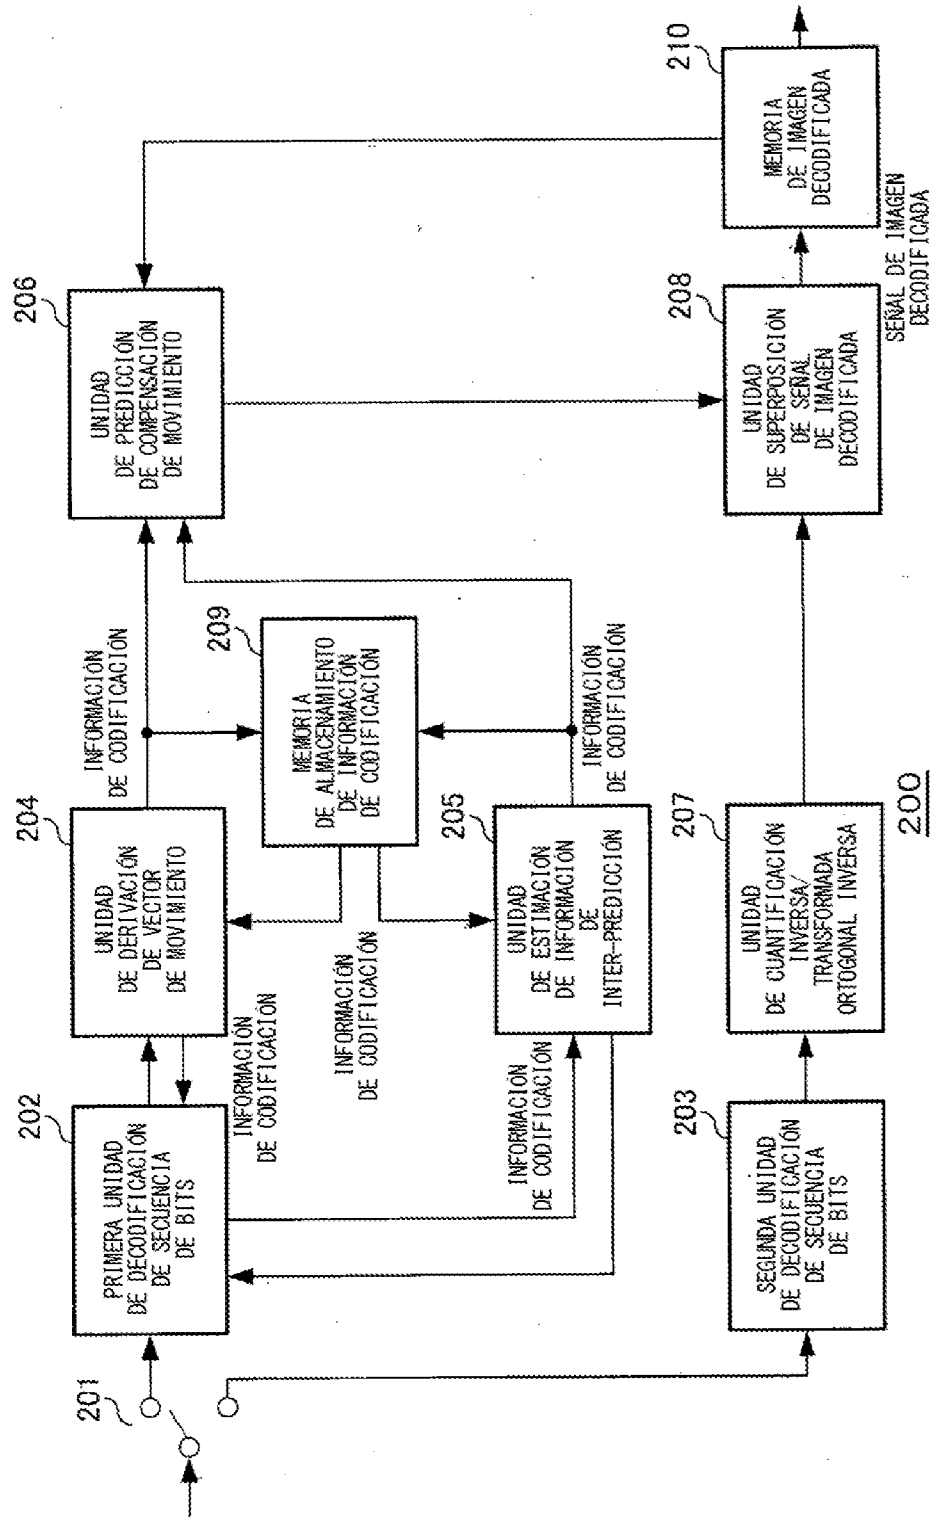 201
202
PRIMERA UNIDAD
DE DECODIFICACIÓN
DE SECUENCIA
DE BITS
INFORMACIÓN
DE CODIFICACIÓN
204
UNIDAD
DE DERIVACIÓN
DE VECTOR
DE MOVIMIENTO
INFORMACIÓN
DE CODIFICACIÓN
206
UNIDAD
DE PREDICCIÓN
DE COMPENSACIÓN
DE MOVIMIENTO
209
MEMORIA
DE ALMACENAMIENTO
DE INFORMACIÓN
DE CODIFICACIÓN
INFORMACIÓN
DE CODIFICACIÓN
INFORMACIÓN
DE CODIFICACIÓN
205
UNIDAD
DE ESTIMACIÓN
DE INFORMACIÓN
DE
INTER-PREDICCIÓN
INFORMACIÓN
DE CODIFICACIÓN
203
SEGUNDA UNIDAD
DE DECODIFICACIÓN
DE SECUENCIA
DE BITS
207
UNIDAD
DE CUANTIFICACIÓN
INVERSA/
TRANSFORMADA
ORTOGONAL INVERSA
208
UNIDAD
DE SUPERPOSICIÓN
DE SEÑAL
DE IMAGEN
DECODIFICADA
210
MEMORIA
DE IMAGEN
DECODIFICADA
SEÑAL DE IMAGEN
DECODIFICADA
200